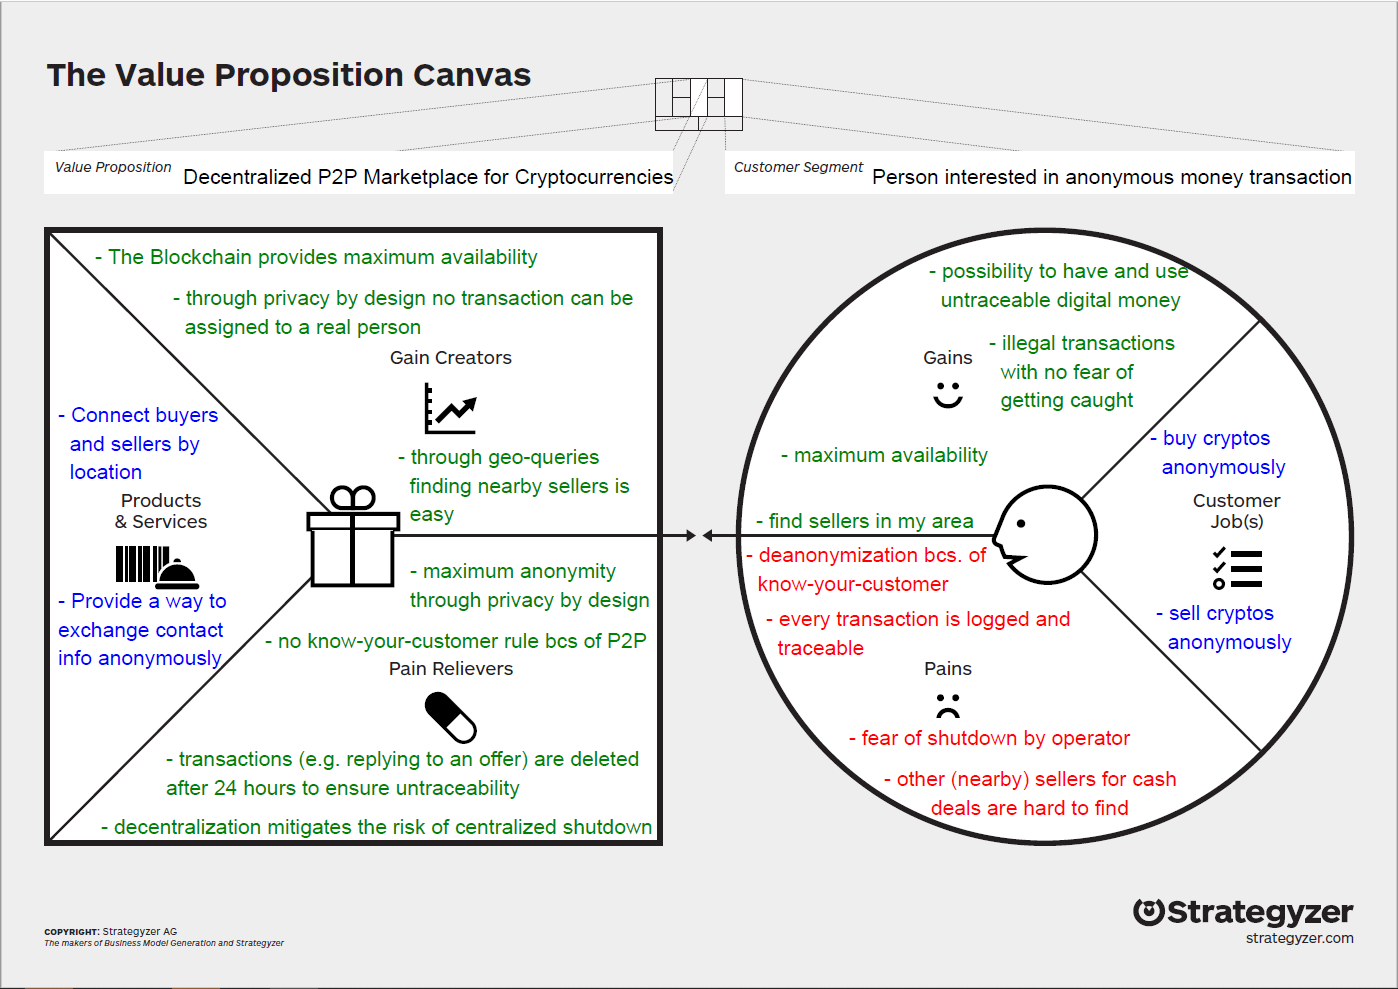 The Value Proposition Canvas
Value Proposition
Decentralized P2P Marketplace for Cryptocurrencies
Customer Segment
Person interested in anonymous money transaction
- The Blockchain provides maximum availability
- through privacy by design no transaction can be
assigned to a real person
Gain Creators
- through geo-queries
finding nearby sellers is
easy
- Connect buyers
and sellers by
location
Products
& Services
- Provide a way to
exchange contact
info anonymously
- maximum anonymity
through privacy by design
- no know-your-customer rule bcs of P2P
Pain Relievers
- transactions (e.g. replying to an offer) are deleted
after 24 hours to ensure untraceability
- decentralization mitigates the risk of centralized shutdown
- possibility to have and use
untraceable digital money
Gains
- illegal transactions
with no fear of
getting caught
- maximum availability
- find sellers in my area
- buy cryptos
anonymously
Customer
Job(s)
- sell cryptos
anonymously
- deanonymization bcs. of
know-your-customer
- every transaction is logged and
traceable
Pains
- fear of shutdown by operator
- other (nearby) sellers for cash
deals are hard to find
COPYRIGHT: Strategyzer AG
The makers of Business Model Generation and Strategyzer
Strategyzer
strategyzer.com